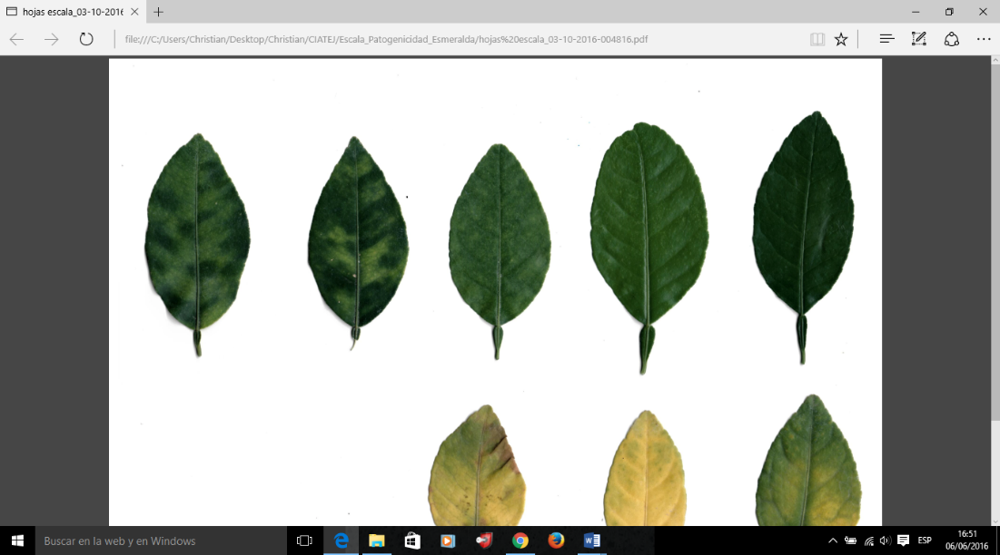 hojas escala_03-10-2016
file:///C:/Users/Christian/Desktop/Christian/CIATEJ/Escala_Patogenicidad_Esmeralda/hojas%20escala_03-10-2016-004816.pdf
Buscar en la web y en Windows
ESP
16:51
06/06/2016